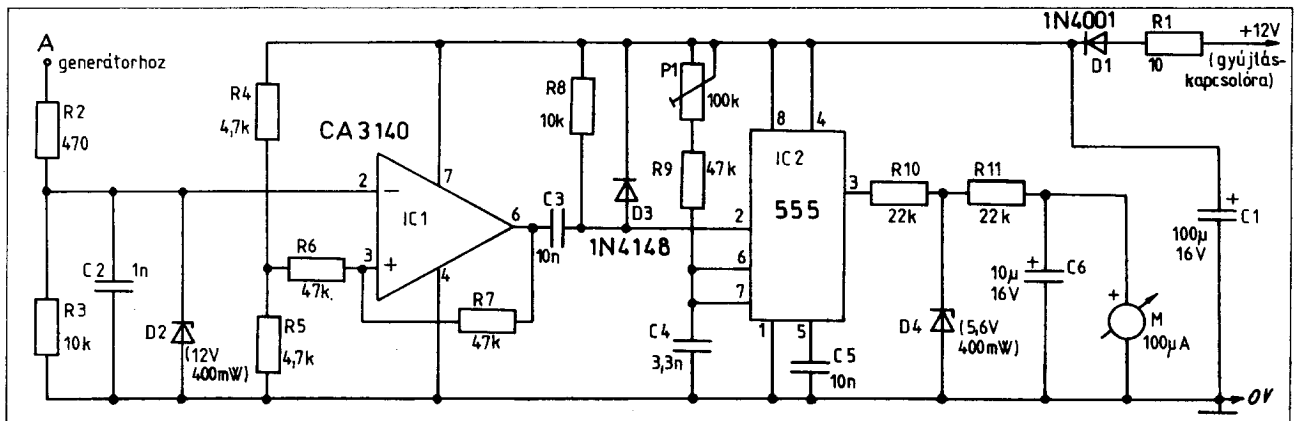 A
generátorhoz
R2
470
R3
10k
C2
1n
D2
(12V
400mW)
R4
4,7k
R5
4,7k
R6
47k.
CA3140
2
−
IC1
3
+
7
4
6
R7
47k
C3
10n
R8
10k
D3
1N4148
P1
100k
R9
47k
C4
3,3n
8
4
IC2
555
2
6
7
3
1
5
C5
10n
R10
22k
D4
(5,6V
400mW)
R11
22k
+
10µ
16V
C6
+
M
100µA
1N4001
D1
R1
10
+12V
(gyújtás-
kapcsolóra)
+
C1
100µ
16V
0V